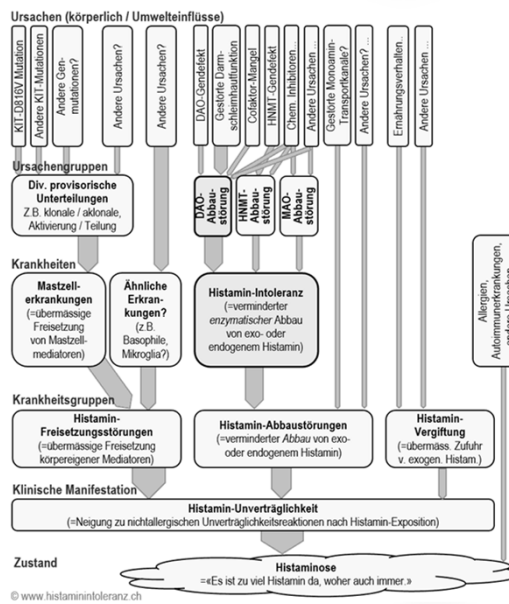 Ursachen (körperlich / Umwelteinflüsse)
KIT-D816V Mutation
Andere KIT-Mutationen
Andere Gen-
mutationen?
Andere Ursachen?
Andere Ursachen?
DAO-Gendefekt
Gestörte Darm-
schleimhautfunktion
Cofaktor-Mangel
HNMT-Gendefekt
Chem. Inhibitoren.
Andere Ursachen ...
Gestörte Monoamin-
Transportkanäle?
Andere Ursachen? ...
Ernährungsverhalten..
Andere Ursachen ...
Ursachengruppen
Div. provisorische
Unterteilungen
Z.B. klonale / aklonale,
Aktivierung / Teilung
DAO-
Abbau-
störung
HNMT-
Abbau-
störung
MAO-
Abbau-
störung
Krankheiten
Mastzell-
erkrankungen
(=übermässige
Freisetzung
von Mastzell-
mediatoren)
Ähnliche
Erkran-
kungen?
(z.B.
Basophile,
Mikroglia?)
Histamin-Intoleranz
(=verminderter
enzymatischer Abbau
von exo- oder
endogenem Histamin)
Allergien,
Autoimmunerkrankungen,
andere Ursachen
Krankheitsgruppen
Histamin-
Freisetzungsstörungen
(=übermässige Freisetzung
körpereigener Mediatoren)
Histamin-Abbaustörungen
(=verminderter Abbau von exo-
oder endogenem Histamin)
Histamin-
Vergiftung
(=übermäss. Zufuhr
v. exogen. Histam.)
Klinische Manifestation
Histamin-Unverträglichkeit
(=Neigung zu nichtallergischen Unverträglichkeitsreaktionen nach Histamin-Exposition)
Zustand
Histaminose
=«Es ist zu viel Histamin da, woher auch immer.»
© www.histaminintoleranz.ch